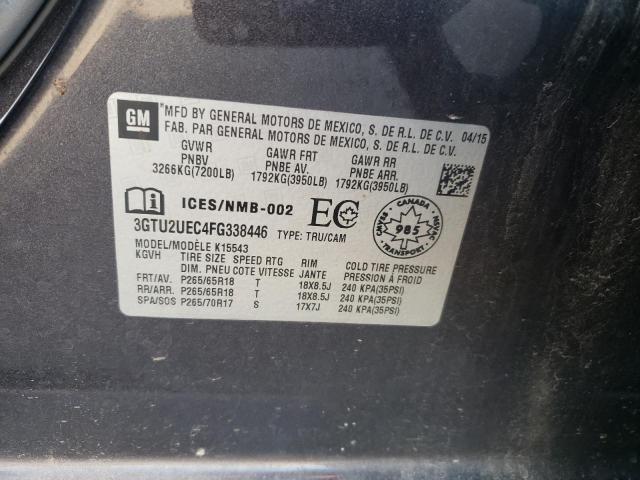 GM
*MFD BY GENERAL MOTORS DE MEXICO, S. DE R.L. DE C.V. 04/15
FAB. PAR GENERAL MOTORS DE MEXICO, S. DE R.L. DE C.V.
GVWR GAWR FRT GAWR RR
PNBV PNBE AV. PNBE ARR.
3266KG(7200LB) 1792KG(3950LB) 1792KG(3950LB)
ICES/NMB-002 EC
3GTU2UEC4FG338446 TYPE: TRU/CAM
CANADA
CMVSS 985 NSVAC
TRANSPORT
MODEL/MODÈLE K15543
KGVH TIRE SIZE SPEED RTG RIM COLD TIRE PRESSURE
DIM. PNEU COTE VITESSE JANTE PRESSION À FROID
FRT/AV. P265/65R18 T 18X8.5J 240 KPA(35PSI)
RR/ARR. P265/65R18 T 18X8.5J 240 KPA(35PSI)
SPA/SOS P265/70R17 S 17X7J 240 KPA(35PSI)